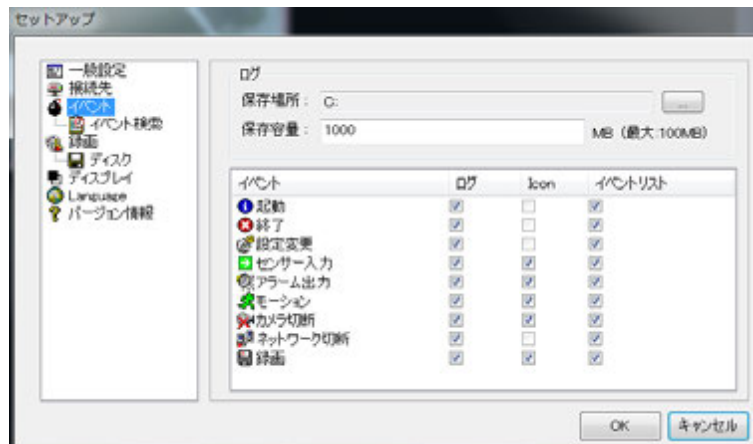 セットアップ
一般設定
接続先
イベント
イベント検索
録画
ディスク
ディスプレイ
Language
バージョン情報
ログ
保存場所： C: ...
保存容量： 1000 MB (最大:100MB)
イベント ログ Icon イベントリスト
起動
終了
設定変更
センサー入力
アラーム出力
モーション
カメラ切断
ネットワーク切断
録画
OK キャンセル